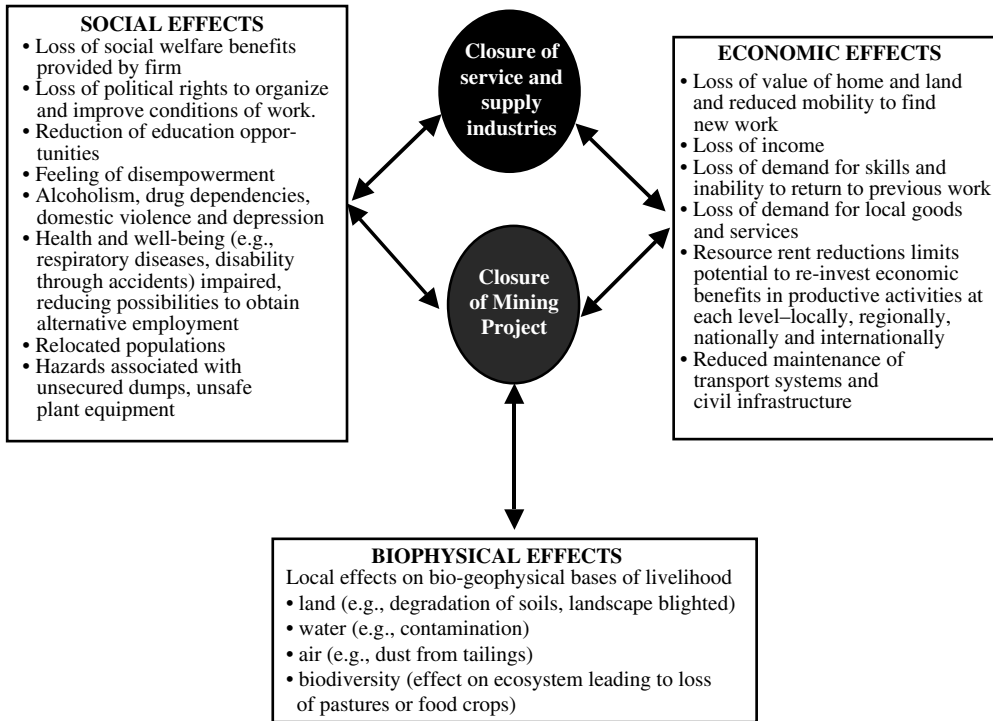 SOCIAL EFFECTS
• Loss of social welfare benefits
provided by firm
• Loss of political rights to organize
and improve conditions of work.
• Reduction of education oppor-
tunities
• Feeling of disempowerment
• Alcoholism, drug dependencies,
domestic violence and depression
• Health and well-being (e.g.,
respiratory diseases, disability
through accidents) impaired,
reducing possibilities to obtain
alternative employment
• Relocated populations
• Hazards associated with
unsecured dumps, unsafe
plant equipment
Closure of
service and
supply
industries
Closure
of Mining
Project
ECONOMIC EFFECTS
• Loss of value of home and land
and reduced mobility to find
new work
• Loss of income
• Loss of demand for skills and
inability to return to previous work
• Loss of demand for local goods
and services
• Resource rent reductions limits
potential to re-invest economic
benefits in productive activities at
each level–locally, regionally,
nationally and internationally
• Reduced maintenance of
transport systems and
civil infrastructure
BIOPHYSICAL EFFECTS
Local effects on bio-geophysical bases of livelihood
• land (e.g., degradation of soils, landscape blighted)
• water (e.g., contamination)
• air (e.g., dust from tailings)
• biodiversity (effect on ecosystem leading to loss
of pastures or food crops)